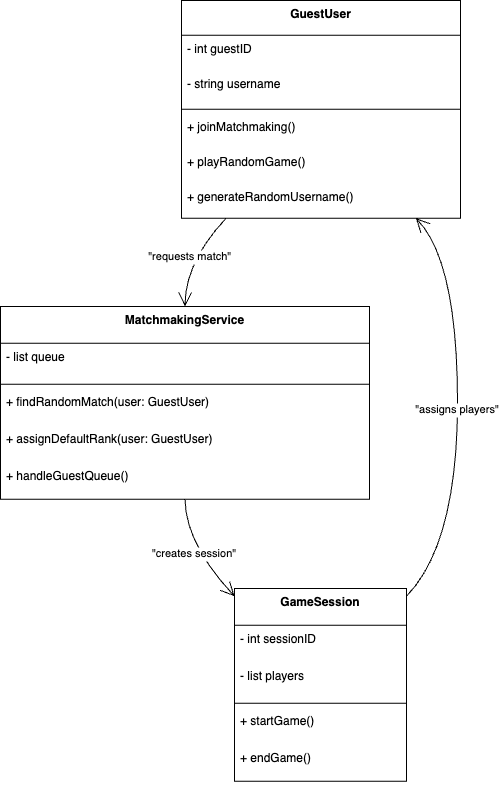 GuestUser
- int guestID
- string username
+ joinMatchmaking()
+ playRandomGame()
+ generateRandomUsername()
"requests match"
MatchmakingService
- list queue
+ findRandomMatch(user: GuestUser)
+ assignDefaultRank(user: GuestUser)
+ handleGuestQueue()
"assigns players"
"creates session"
GameSession
- int sessionID
- list players
+ startGame()
+ endGame()